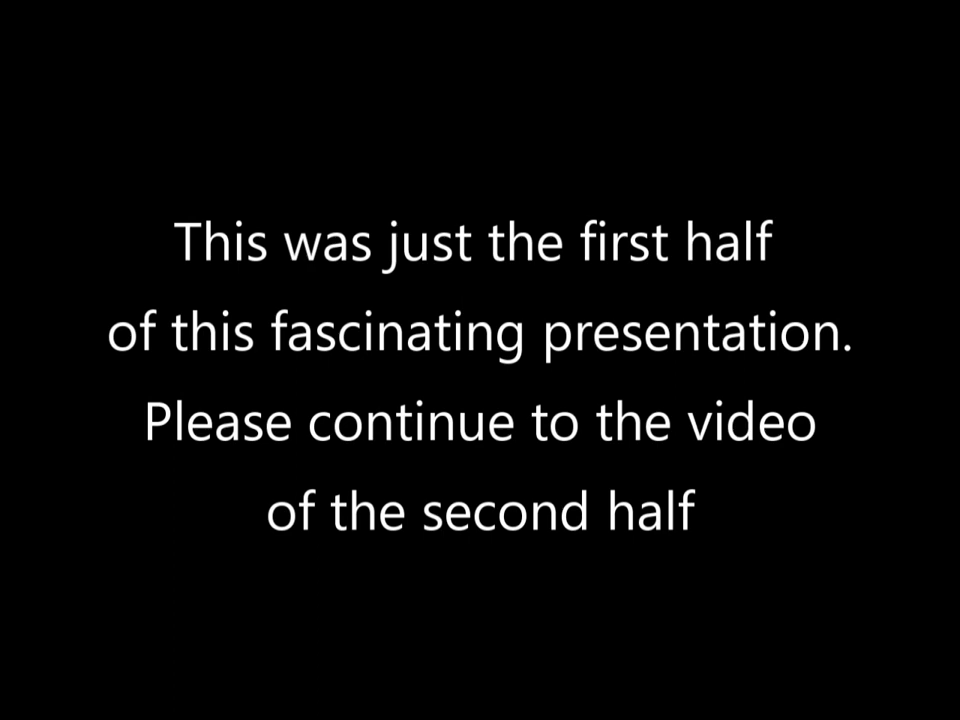 This was just the first half
of this fascinating presentation.
Please continue to the video
of the second half